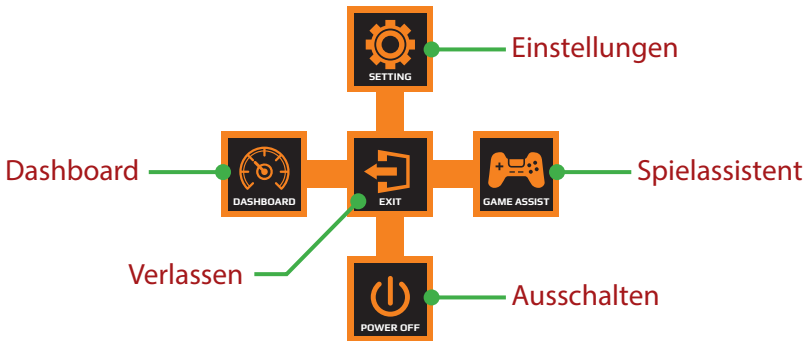 SETTING
Einstellungen
Dashboard
DASHBOARD
EXIT
GAME ASSIST
Spielassistent
Verlassen
POWER OFF
Ausschalten